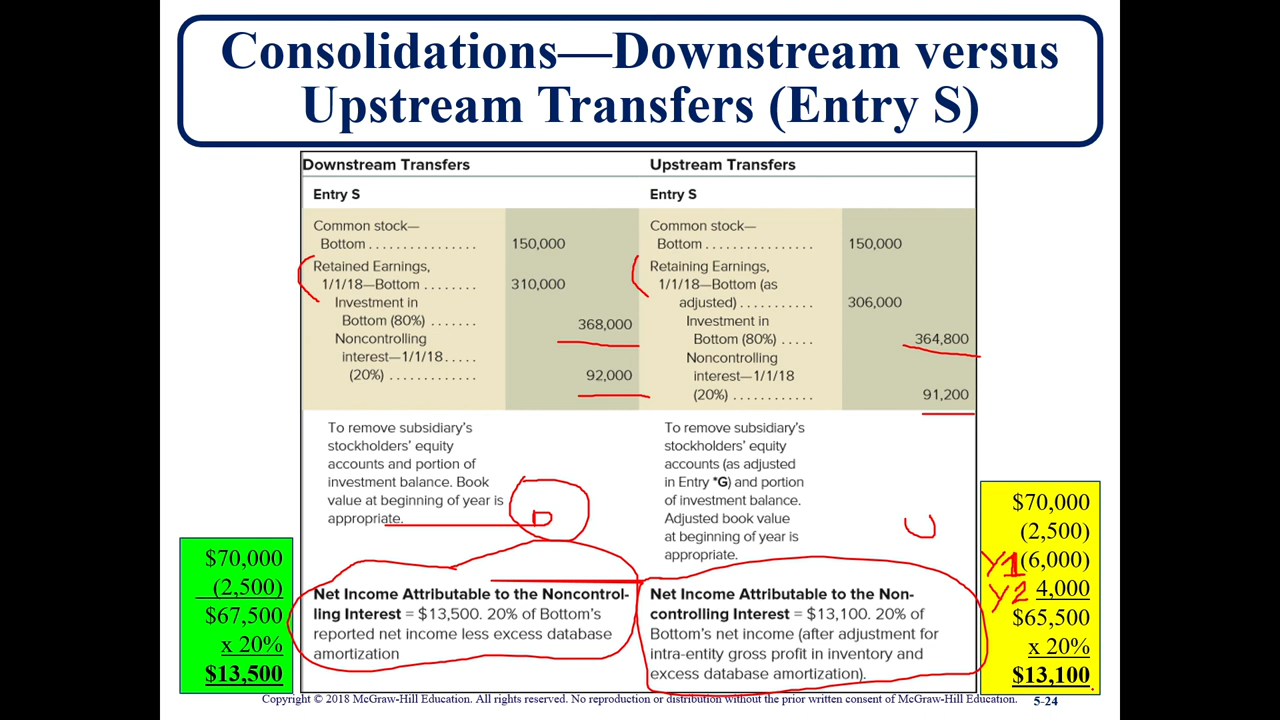 Consolidations—Downstream versus
Upstream Transfers (Entry S)
Downstream Transfers
Entry S
Common stock—
Bottom . . . . . . . . . . . . . . . . 150,000
Retained Earnings,
1/1/18—Bottom . . . . . . . . 310,000
Investment in
Bottom (80%) . . . . . . . 368,000
Noncontrolling
interest—1/1/18 . . . . .
(20%) . . . . . . . . . . . . . 92,000
To remove subsidiary's
stockholders' equity
accounts and portion of
investment balance. Book
value at beginning of year is
appropriate.
D
Net Income Attributable to the Noncontrol-
ling Interest = $13,500. 20% of Bottom's
reported net income less excess database
amortization
Upstream Transfers
Entry S
Common stock—
Bottom . . . . . . . . . . . . . . . . 150,000
Retaining Earnings,
1/1/18—Bottom (as
adjusted) . . . . . . . . . . . 306,000
Investment in
Bottom (80%) . . . . . 364,800
Noncontrolling
interest—1/1/18
(20%) . . . . . . . . . . . . 91,200
To remove subsidiary's
stockholders' equity
accounts (as adjusted
in Entry *G) and portion
of investment balance.
Adjusted book value
at beginning of year is
appropriate.
U
Net Income Attributable to the Non-
controlling Interest = $13,100. 20% of
Bottom's net income (after adjustment for
intra-entity gross profit in inventory and
excess database amortization).
$70,000
(2,500)
$67,500
x 20%
$13,500
$70,000
(2,500)
Y1 (6,000)
Y2 4,000
$65,500
x 20%
$13,100.
Copyright © 2018 McGraw-Hill Education. All rights reserved. No reproduction or distribution without the prior written consent of McGraw-Hill Education. 5-24